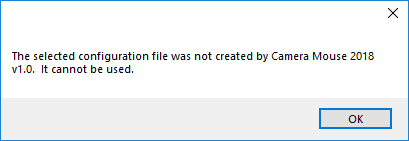 The selected configuration file was not created by Camera Mouse 2018
v1.0.  It cannot be used.
OK